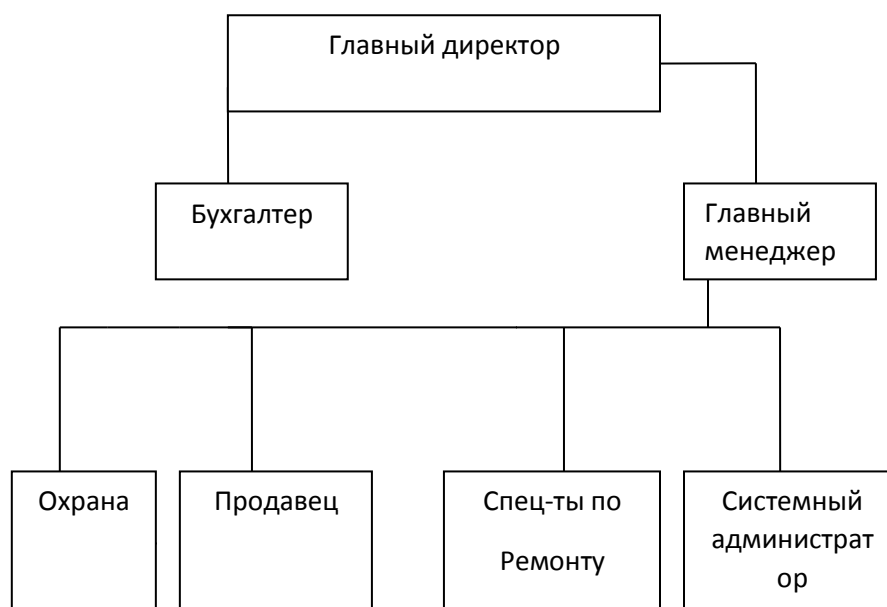 Главный директор
Бухгалтер
Главный
менеджер
Охрана
Продавец
Спец-ты по
Ремонту
Системный
администрат
ор